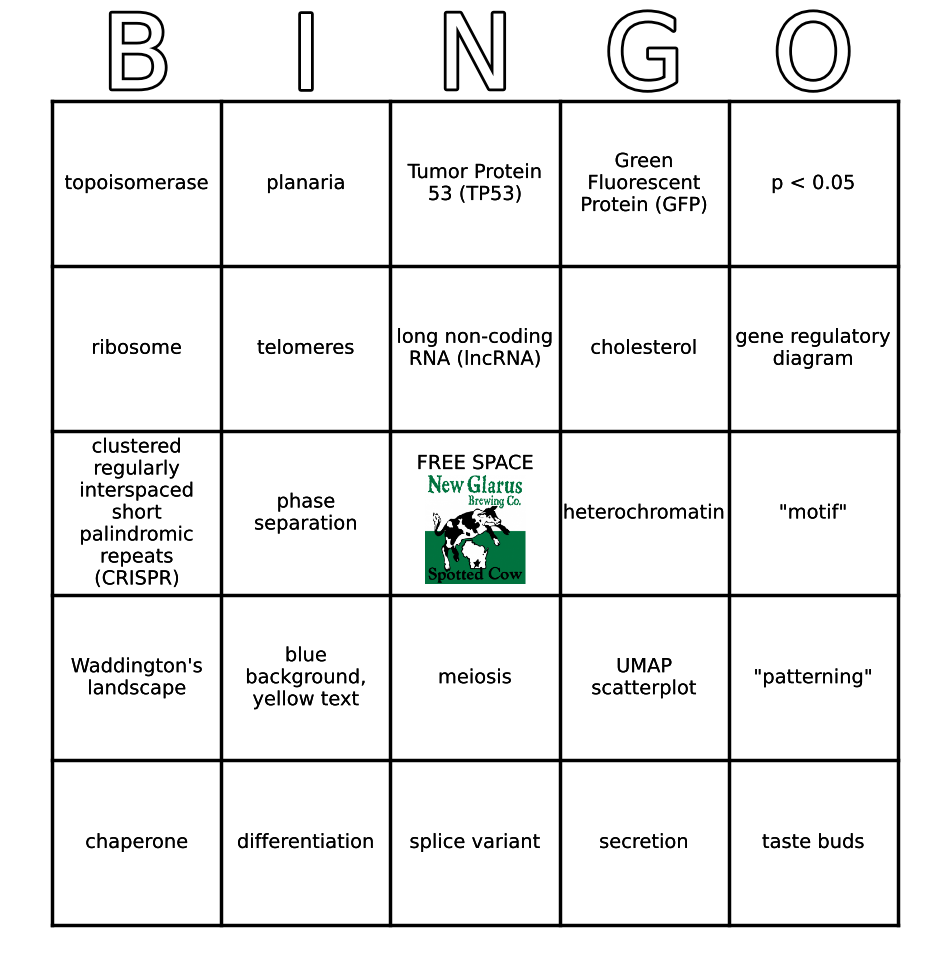 B I N G O
topoisomerase
planaria
Tumor Protein
53 (TP53)
Green
Fluorescent
Protein (GFP)
p < 0.05
ribosome
telomeres
long non-coding
RNA (lncRNA)
cholesterol
gene regulatory
diagram
clustered
regularly
interspaced
short
palindromic
repeats
(CRISPR)
phase
separation
FREE SPACE
New Glarus
Brewing Co.
Spotted Cow
heterochromatin
"motif"
Waddington's
landscape
blue
background,
yellow text
meiosis
UMAP
scatterplot
"patterning"
chaperone
differentiation
splice variant
secretion
taste buds